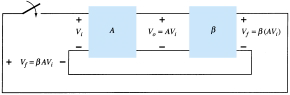 + + +
V_i A V_o = AV_i β V_f = β(AV_i)
− − −
+ V_f = βAV_i −